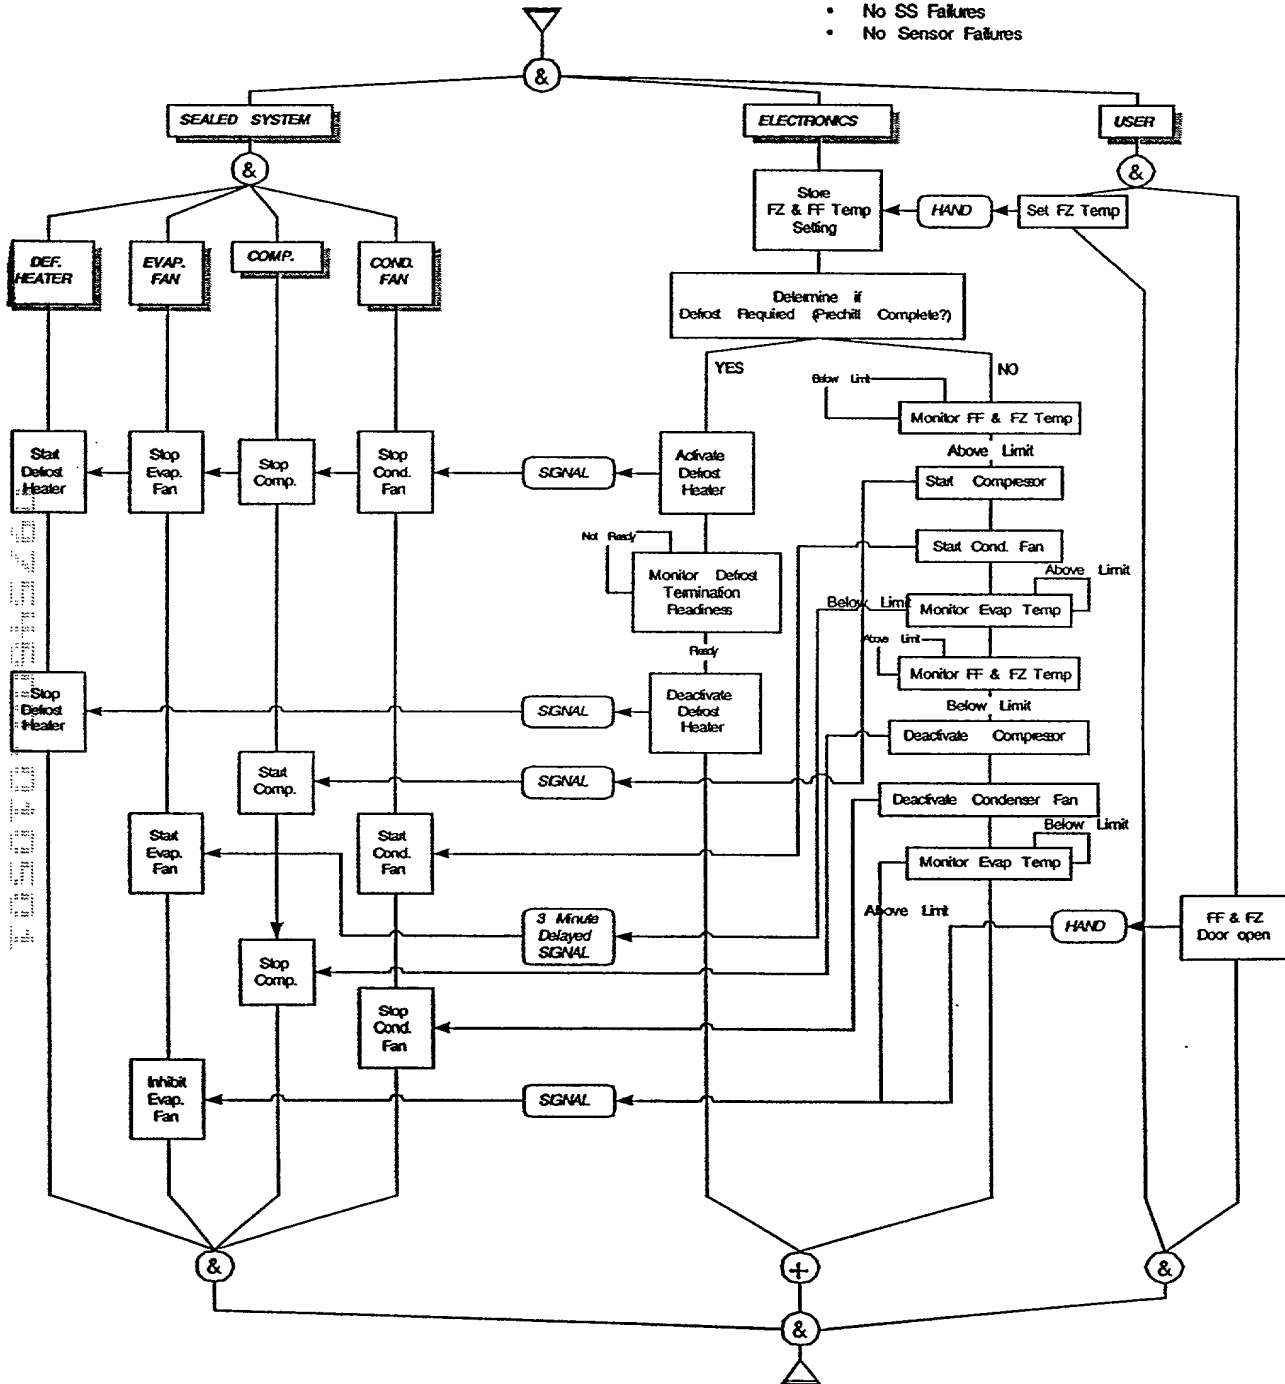 • No SS Failures
• No Sensor Failures
&
SEALED SYSTEM
ELECTRONICS
USER
&
&
Store
FZ & FF Temp
Setting
HAND
Set FZ Temp
DEF.
HEATER
EVAP.
FAN
COMP.
COND.
FAN
Determine if
Defrost Required (Prechill Complete?)
YES
NO
Below Limit
Monitor FF & FZ Temp
Above Limit
Start
Defrost
Heater
Stop
Evap.
Fan
Stop
Comp.
Stop
Cond.
Fan
SIGNAL
Activate
Defrost
Heater
Start Compressor
Not Ready
Start Cond. Fan
Monitor Defrost
Termination
Readiness
Above Limit
Below Limit
Monitor Evap Temp
Above Limit
Ready
Monitor FF & FZ Temp
Below Limit
Stop
Defrost
Heater
SIGNAL
Deactivate
Defrost
Heater
Deactivate Compressor
Start
Comp.
SIGNAL
Deactivate Condenser Fan
Below Limit
Start
Evap.
Fan
Start
Cond.
Fan
Monitor Evap Temp
Above Limit
3 Minute
Delayed
SIGNAL
HAND
FF & FZ
Door open
Stop
Comp.
Stop
Cond.
Fan
Inhibit
Evap.
Fan
SIGNAL
&
+
&
&